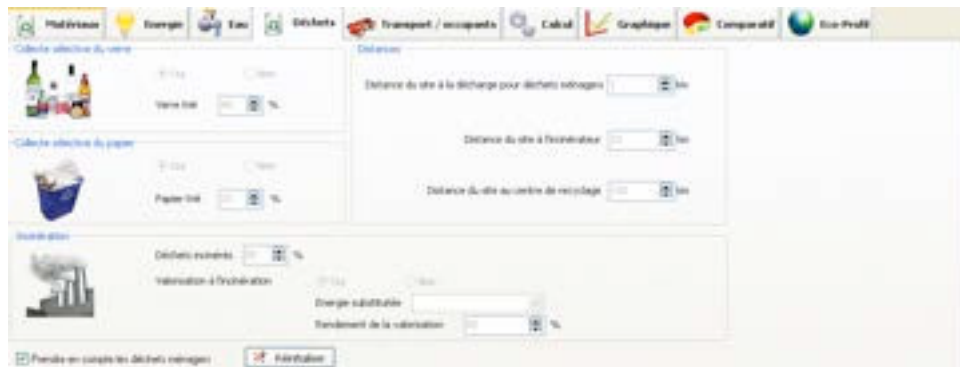 Matériaux Energie Eau Déchets Transport / occupants Calcul Graphique Comparatif Eco-Profil
Collecte sélective du verre
Oui Non
Verre trié %
Collecte sélective du papier
Oui Non
Papier trié %
Distances
Distance du site à la décharge pour déchets ménagers km
Distance du site à l'incinérateur km
Distance du site au centre de recyclage km
Incinération
Déchets incinérés %
Valorisation à l'incinération Oui Non
Energie substituée
Rendement de la valorisation %
Prendre en compte les déchets ménagers Réinitialiser